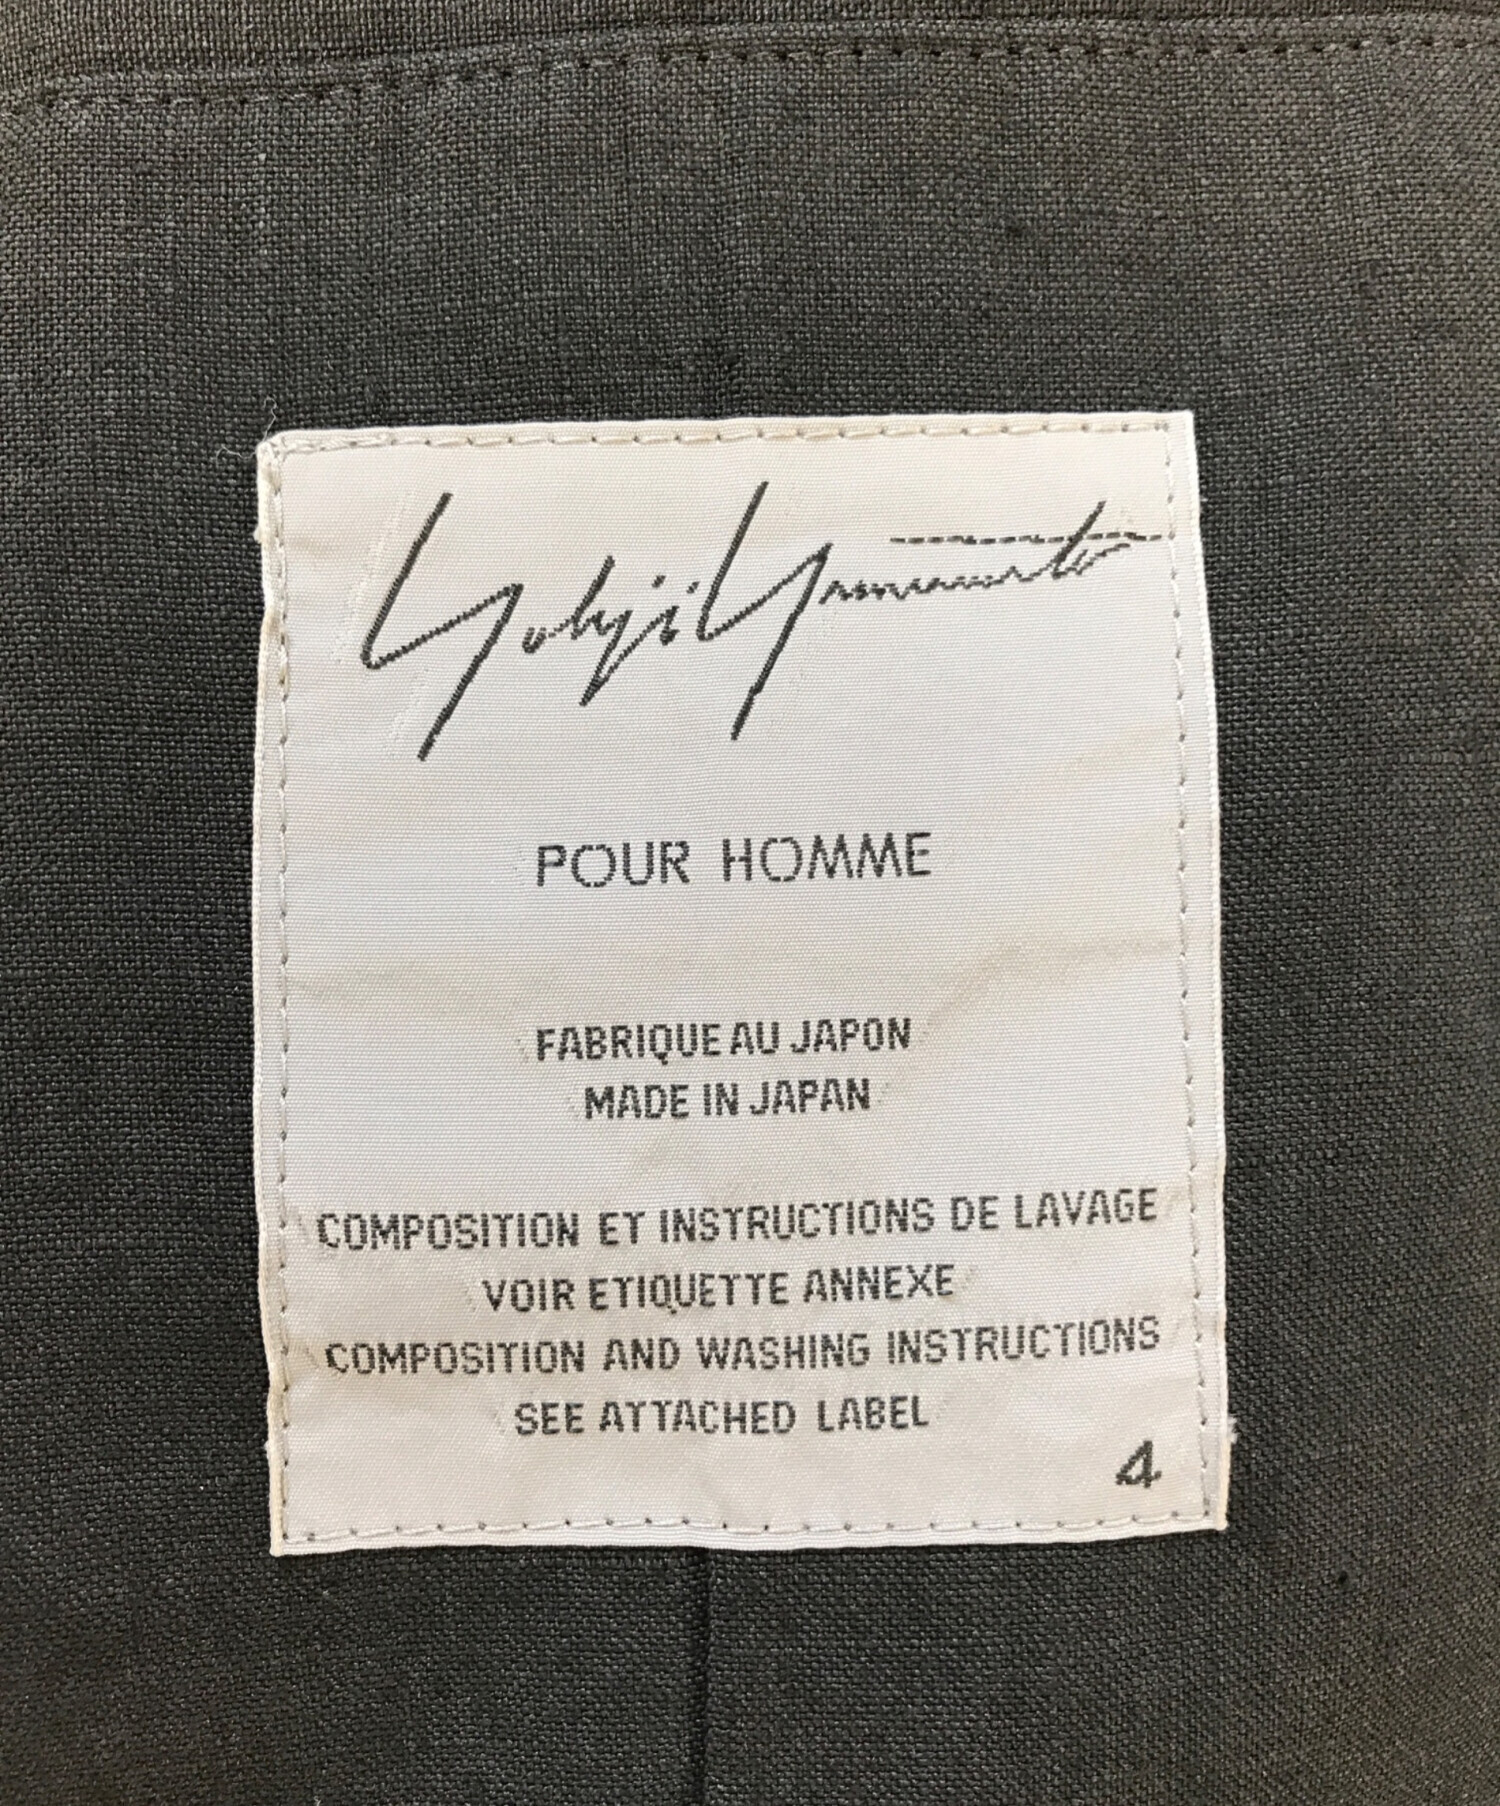 Yohji Yamamoto
POUR HOMME
FABRIQUE AU JAPON
MADE IN JAPAN
COMPOSITION ET INSTRUCTIONS DE LAVAGE
VOIR ETIQUETTE ANNEXE
COMPOSITION AND WASHING INSTRUCTIONS
SEE ATTACHED LABEL
4